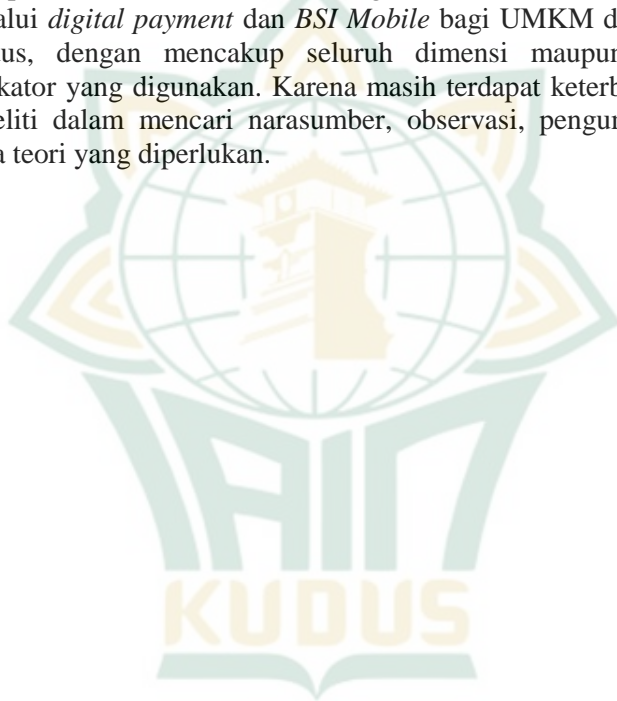 alui digital payment dan BSI Mobile bagi UMKM d
us, dengan mencakup seluruh dimensi maupun
kator yang digunakan. Karena masih terdapat keterb
eliti dalam mencari narasumber, observasi, pengun
a teori yang diperlukan.
IAIN
KUDUS